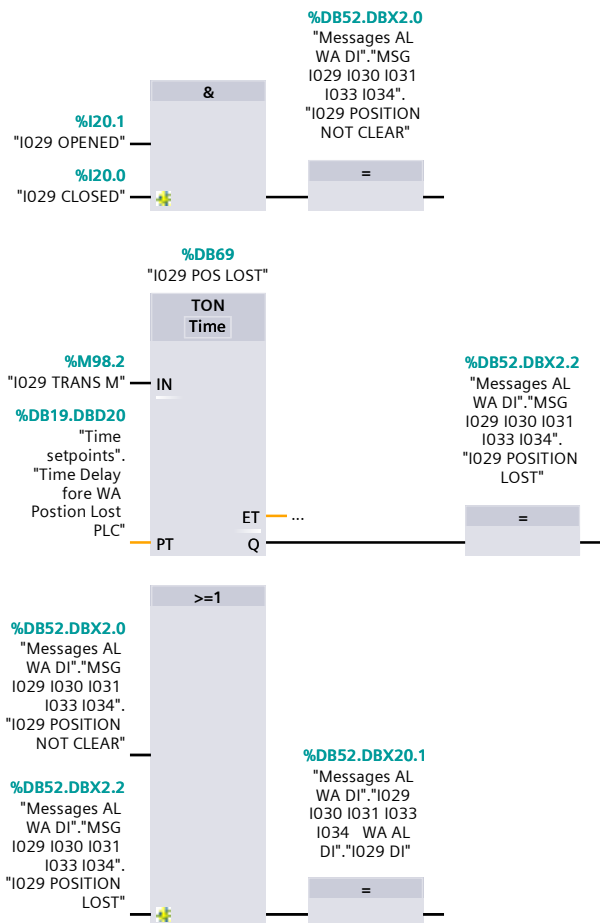 %DB52.DBX2.0
"Messages AL
WA DI"."MSG
I029 I030 I031
I033 I034".
"I029 POSITION
NOT CLEAR"
&
%I20.1
"I029 OPENED"
%I20.0
"I029 CLOSED"
=
%DB69
"I029 POS LOST"
TON
Time
%M98.2
"I029 TRANS M"
IN
%DB19.DBD20
"Time
setpoints".
"Time Delay
fore WA
Postion Lost
PLC"
PT
ET
...
Q
%DB52.DBX2.2
"Messages AL
WA DI"."MSG
I029 I030 I031
I033 I034".
"I029 POSITION
LOST"
=
>=1
%DB52.DBX2.0
"Messages AL
WA DI"."MSG
I029 I030 I031
I033 I034".
"I029 POSITION
NOT CLEAR"
%DB52.DBX2.2
"Messages AL
WA DI"."MSG
I029 I030 I031
I033 I034".
"I029 POSITION
LOST"
%DB52.DBX20.1
"Messages AL
WA DI"."I029
I030 I031 I033
I034 WA AL
DI"."I029 DI"
=